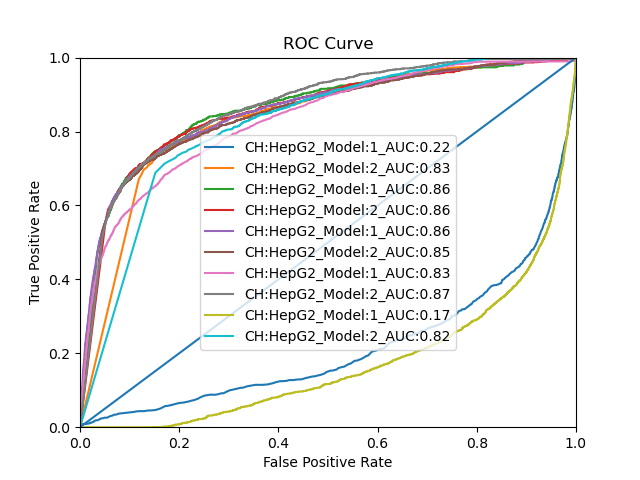 ROC Curve
1.0
0.8
0.6
0.4
0.2
0.0
True Positive Rate
CH:HepG2_Model:1_AUC:0.22
CH:HepG2_Model:2_AUC:0.83
CH:HepG2_Model:1_AUC:0.86
CH:HepG2_Model:2_AUC:0.86
CH:HepG2_Model:1_AUC:0.86
CH:HepG2_Model:2_AUC:0.85
CH:HepG2_Model:1_AUC:0.83
CH:HepG2_Model:2_AUC:0.87
CH:HepG2_Model:1_AUC:0.17
CH:HepG2_Model:2_AUC:0.82
0.0 0.2 0.4 0.6 0.8 1.0
False Positive Rate